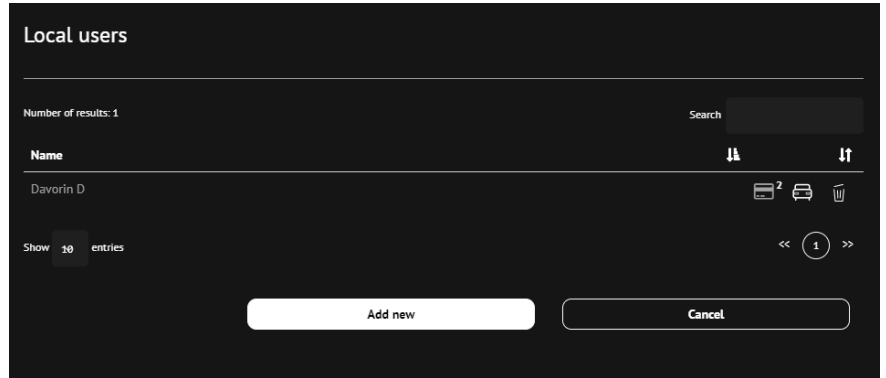 Local users
Number of results: 1
Search
Name
Davorin D
2
Show 10 entries
<< 1 >>
Add new
Cancel